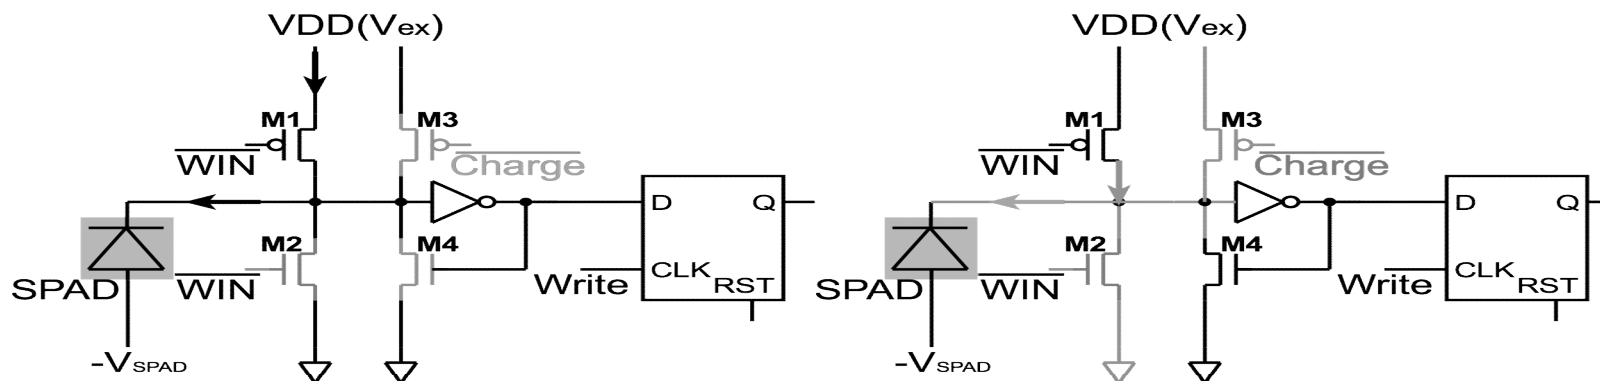 VDD(Vex)
M1
M3
WIN
Charge
D
Q
M2
M4
WIN
CLK
SPAD
Write
RST
-VSPAD
VDD(Vex)
M1
M3
WIN
Charge
D
Q
M2
M4
WIN
CLK
SPAD
Write
RST
-VSPAD